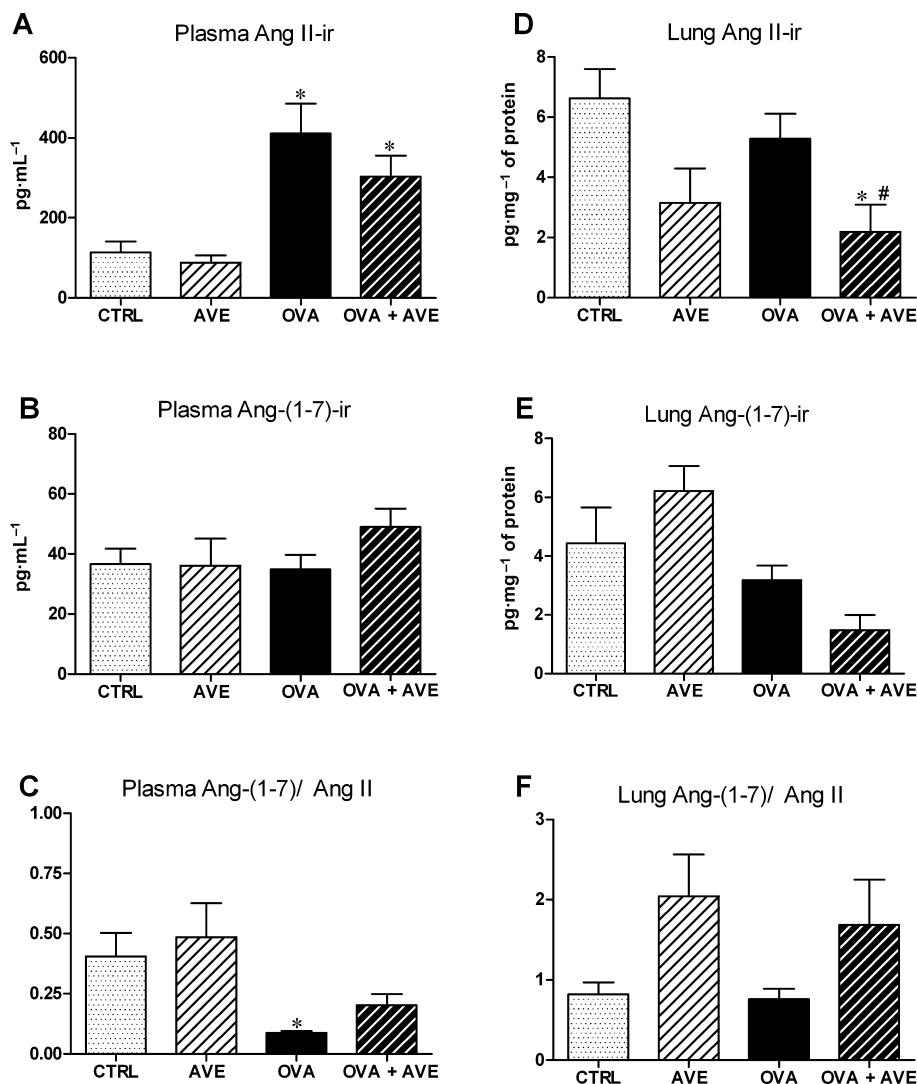 A
Plasma Ang II-ir
600
400
200
0
pg·mL⁻¹
*
*
CTRL AVE OVA OVA + AVE
D
Lung Ang II-ir
8
6
4
2
0
pg·mg⁻¹ of protein
* #
CTRL AVE OVA OVA + AVE
B
Plasma Ang-(1-7)-ir
80
60
40
20
0
pg·mL⁻¹
CTRL AVE OVA OVA + AVE
E
Lung Ang-(1-7)-ir
8
6
4
2
0
pg·mg⁻¹ of protein
CTRL AVE OVA OVA + AVE
C
Plasma Ang-(1-7)/ Ang II
1.00
0.75
0.50
0.25
0.00
*
CTRL AVE OVA OVA + AVE
F
Lung Ang-(1-7)/ Ang II
3
2
1
0
CTRL AVE OVA OVA + AVE